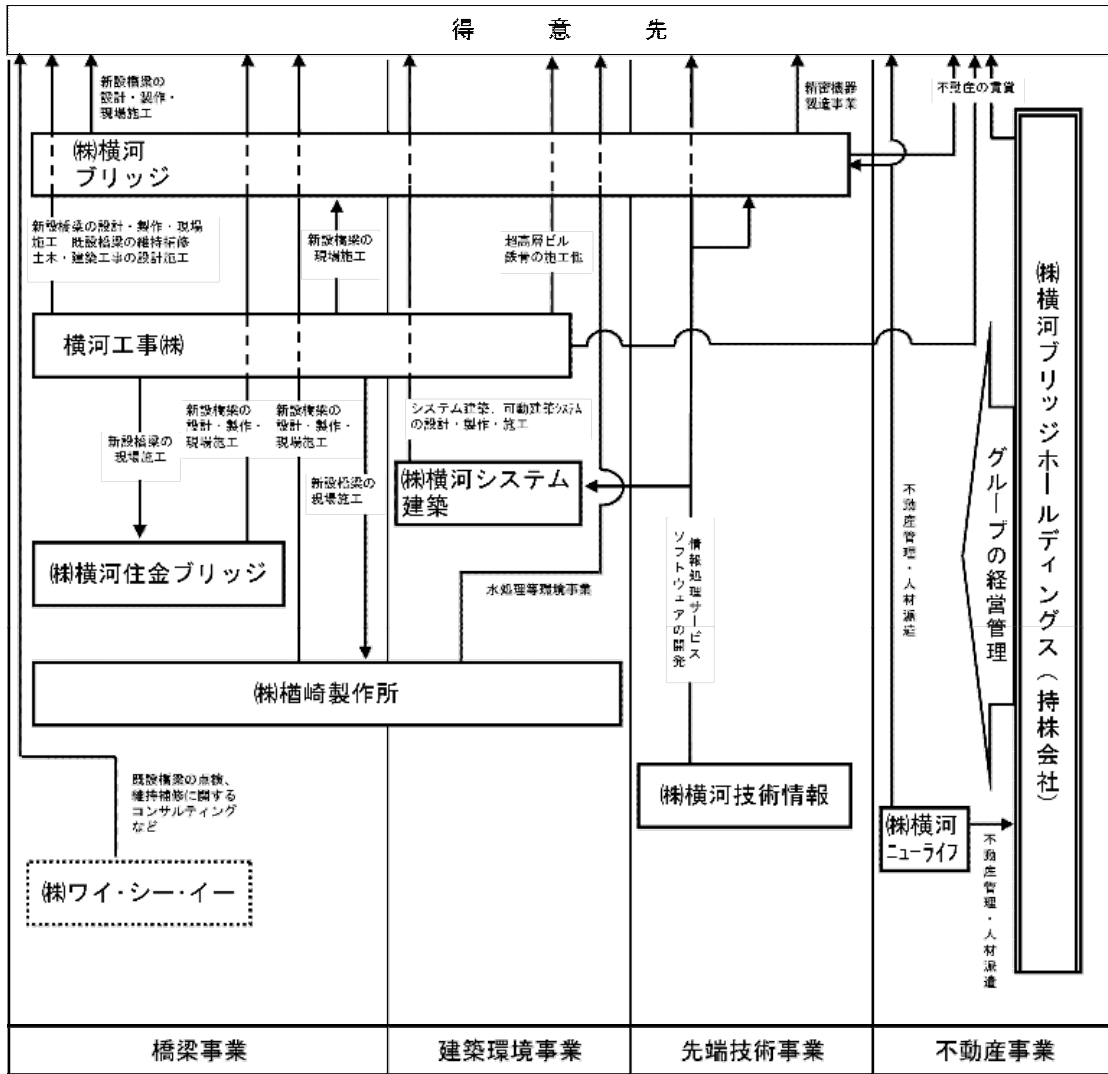 得意先
新設橋梁の
設計・製作・
現場施工
精密機器
製造事業
不動産の賃貸
㈱横河
ブリッジ
新設橋梁の設計・製作・現場
施工 既設橋梁の維持補修
土木・建築工事の設計施工
新設橋梁の
現場施工
超高層ビル
鉄骨の施工他
横河工事㈱
新設橋梁の
現場施工
新設橋梁の
設計・製作・
現場施工
新設橋梁の
設計・製作・
現場施工
新設橋梁の
現場施工
システム建築、可動建築システム
の設計・製作・施工
㈱横河システム
建築
㈱横河住金ブリッジ
水処理等環境事業
情報処理サービス
ソフトウェアの開発
不動産管理・人材派遣
グループの経営管理
㈱横河ブリッジホールディングス(持株会社)
㈱楢崎製作所
既設橋梁の点検、
維持補修に関する
コンサルティング
など
㈱横河技術情報
㈱横河
ニューライフ
不動産管理・人材派遣
㈱ワイ・シー・イー
橋梁事業
建築環境事業
先端技術事業
不動産事業